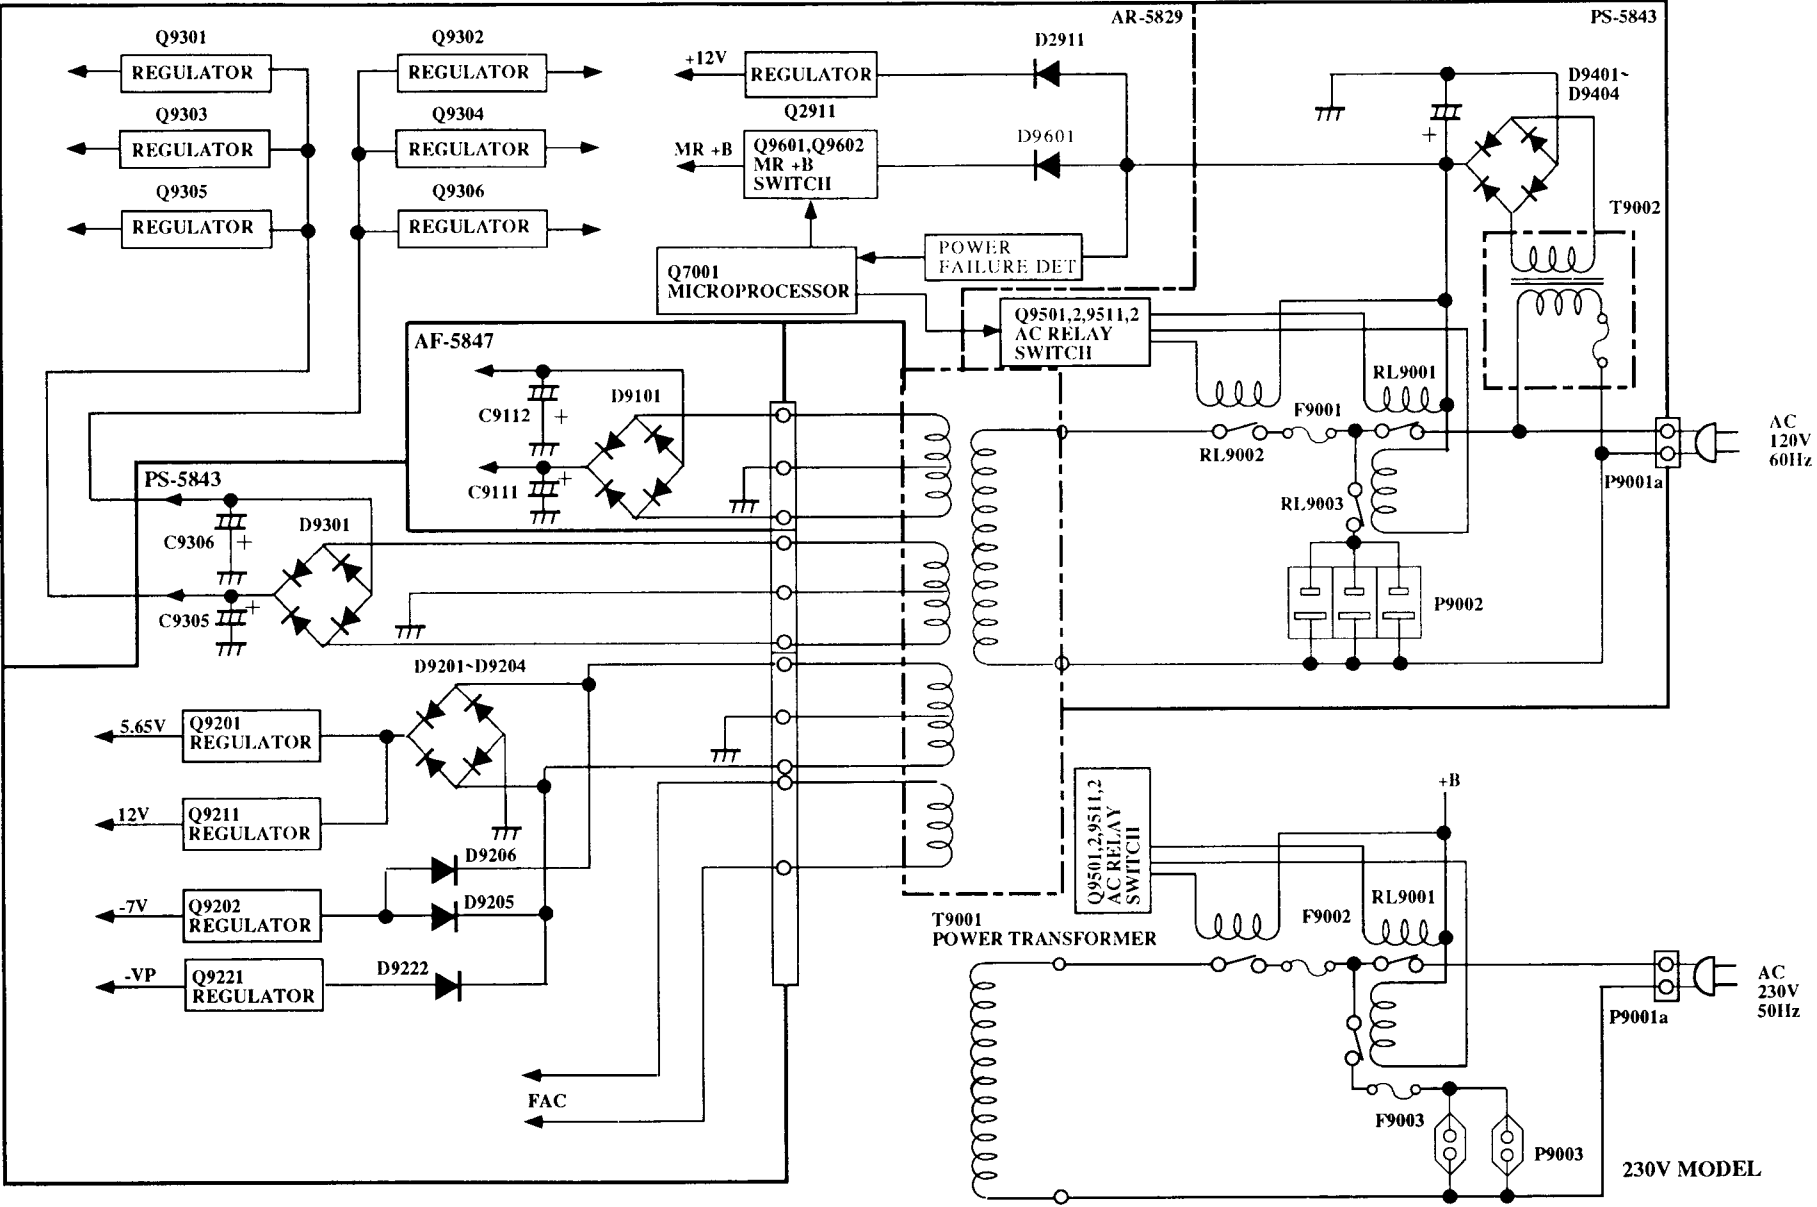 AR-5829
PS-5843
Q9301
REGULATOR
Q9302
REGULATOR
Q9303
REGULATOR
Q9304
REGULATOR
Q9305
REGULATOR
Q9306
REGULATOR
+12V
REGULATOR
Q2911
D2911
MR +B
Q9601,Q9602
MR +B
SWITCH
D9601
D9401~
D9404
+
T9002
POWER
FAILURE DET
Q7001
MICROPROCESSOR
Q9501,2,9511,2
AC RELAY
SWITCH
AF-5847
C9112
+
D9101
C9111
+
RL9001
F9001
RL9002
RL9003
AC
120V
60Hz
P9001a
P9002
PS-5843
C9306
+
D9301
C9305
+
D9201~D9204
5.65V
Q9201
REGULATOR
12V
Q9211
REGULATOR
D9206
-7V
Q9202
REGULATOR
D9205
-VP
Q9221
REGULATOR
D9222
FAC
T9001
POWER TRANSFORMER
Q9501,2,9511,2
AC RELAY
SWITCH
+B
F9002
RL9001
AC
230V
50Hz
P9001a
F9003
P9003
230V MODEL